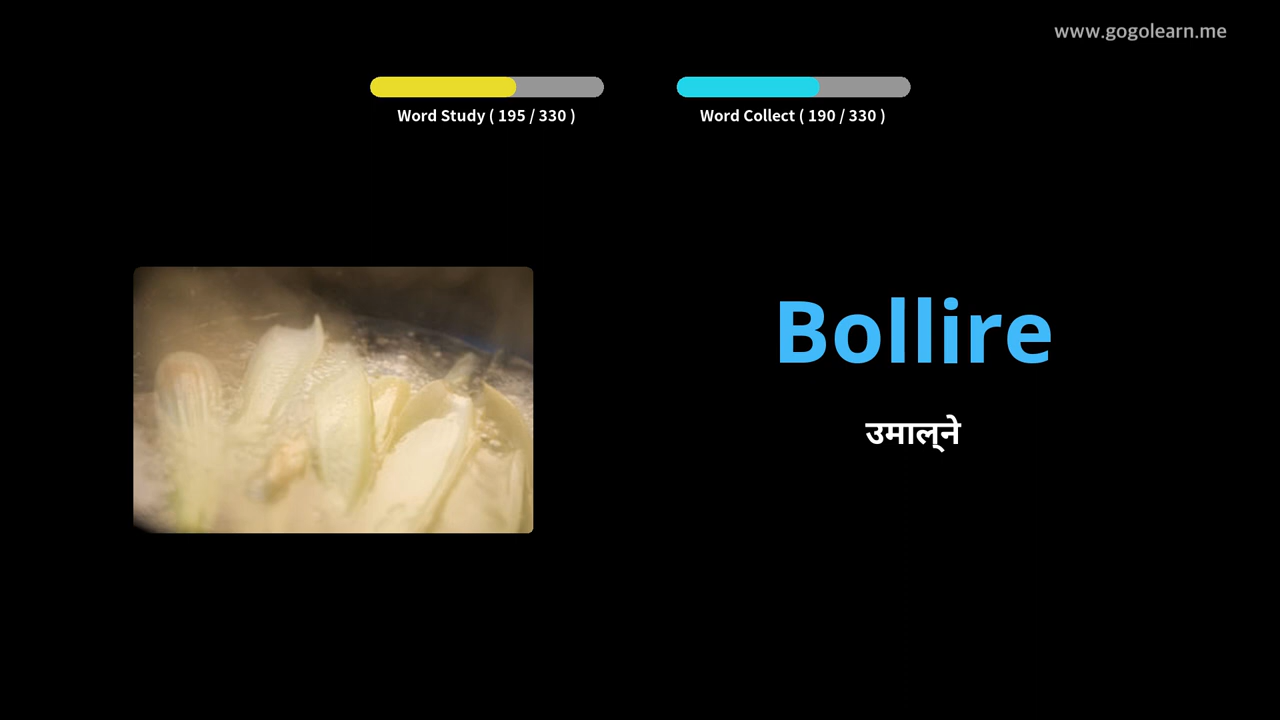 www.gogolearn.me
Word Study ( 195 / 330 )
Word Collect ( 190 / 330 )
Bollire
उमाल्ने